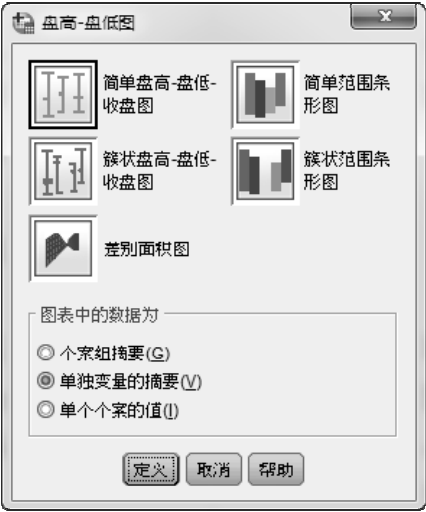 盘高-盘低图
简单盘高-盘低-
收盘图
简单范围条
形图
簇状盘高-盘低-
收盘图
簇状范围条
形图
差别面积图
图表中的数据为
个案组摘要(G)
单独变量的摘要(V)
单个个案的值(I)
定义
取消
帮助